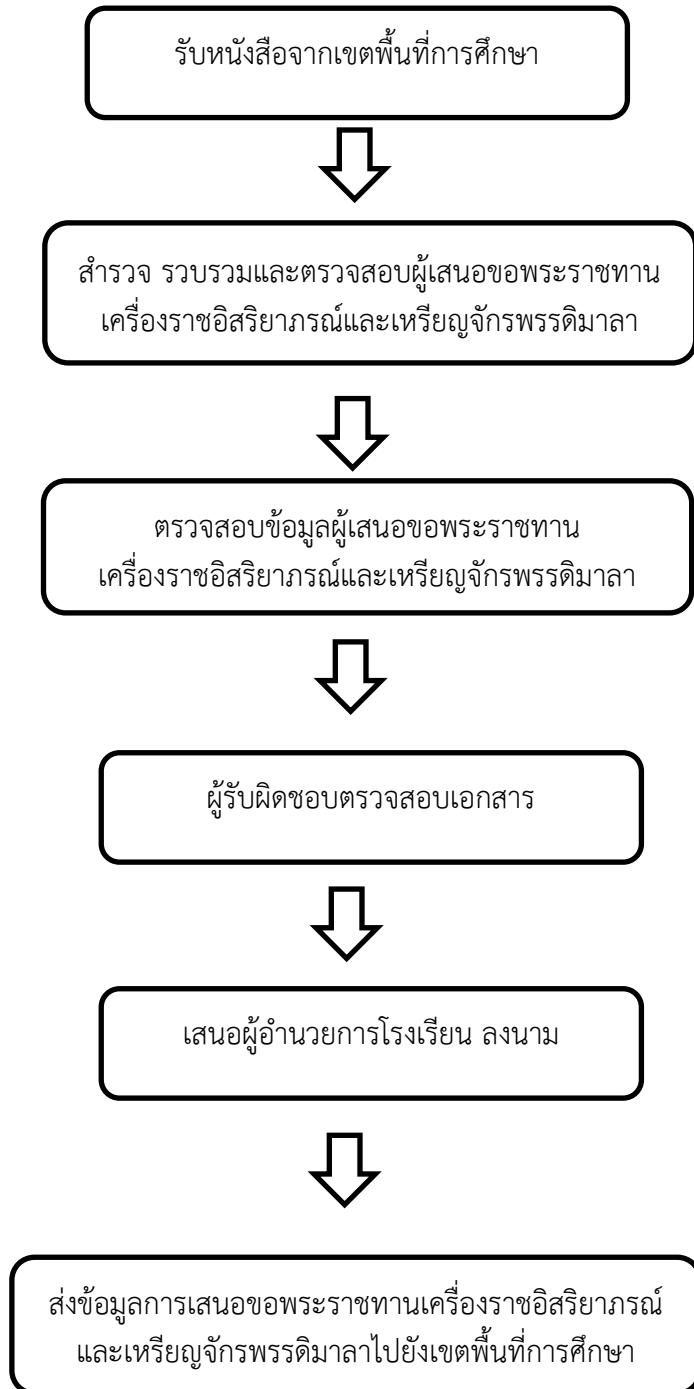 รับหนังสือจากเขตพื้นที่การศึกษา
สำรวจ รวบรวมและตรวจสอบผู้เสนอขอพระราชทาน
เครื่องราชอิสริยาภรณ์และเหรียญจักรพรรดิมาลา
ตรวจสอบข้อมูลผู้เสนอขอพระราชทาน
เครื่องราชอิสริยาภรณ์และเหรียญจักรพรรดิมาลา
ผู้รับผิดชอบตรวจสอบเอกสาร
เสนอผู้อำนวยการโรงเรียน ลงนาม
ส่งข้อมูลการเสนอขอพระราชทานเครื่องราชอิสริยาภรณ์
และเหรียญจักรพรรดิมาลาไปยังเขตพื้นที่การศึกษา